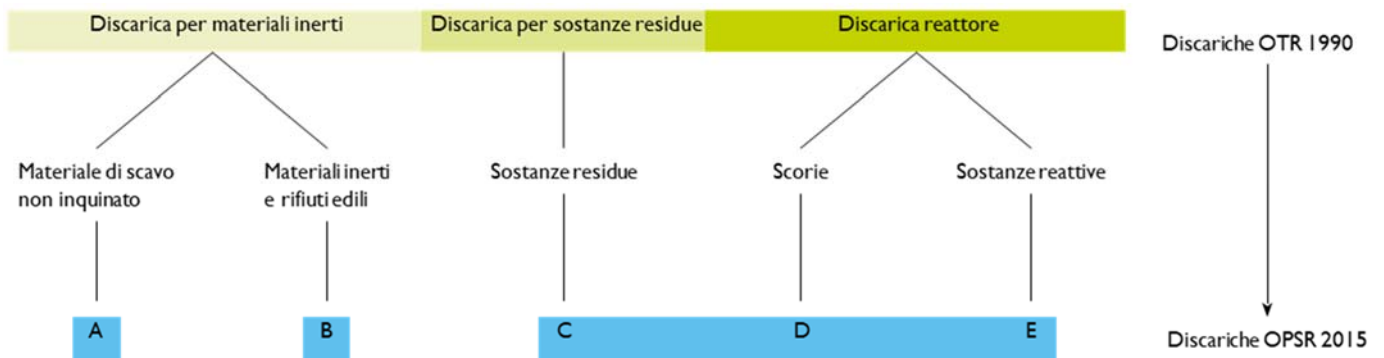 Discarica per materiali inerti
Discarica per sostanze residue
Discarica reattore
Discariche OTR 1990
Materiale di scavo
non inquinato
Materiali inerti
e rifiuti edili
Sostanze residue
Scorie
Sostanze reattive
A
B
C
D
E
Discariche OPSR 2015